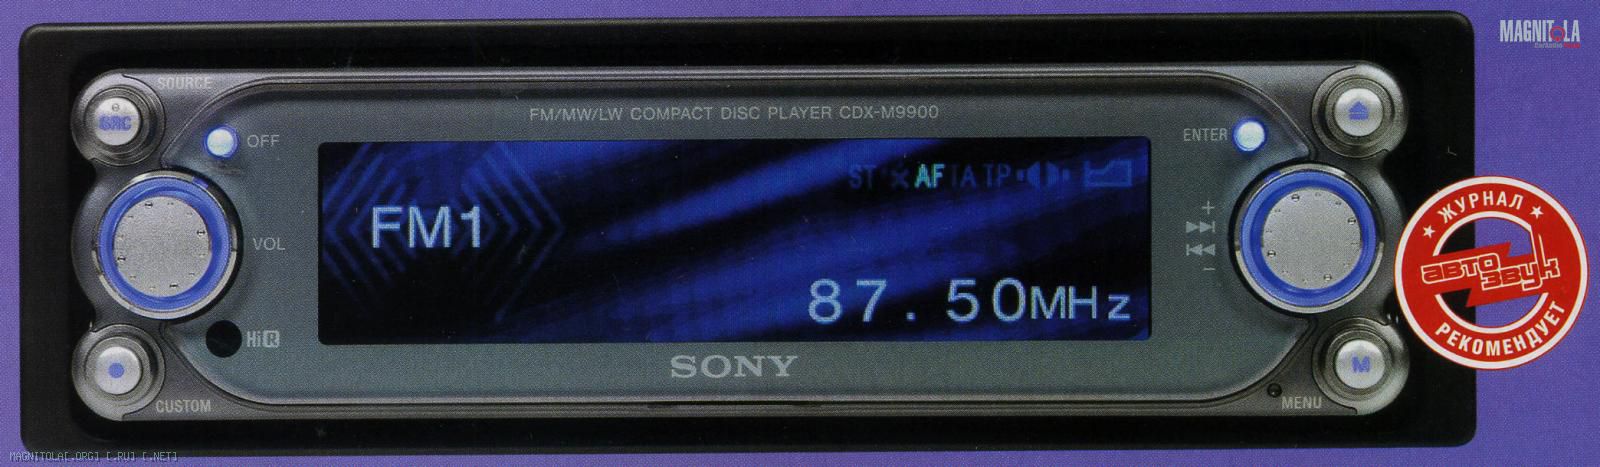 MAGNITOLA
SOURCE
SRC
OFF
FM/MW/LW COMPACT DISC PLAYER CDX-M9900
ENTER
ST AF TA TP
FM1
VOL
87.50MHz
HiR
SONY
CUSTOM
M
MENU
ЖУРНАЛ
АВТО
ЗВУК
РЕКОМЕНДУЕТ
MAGNITOLA[.ORG] [.RU] [.NET]